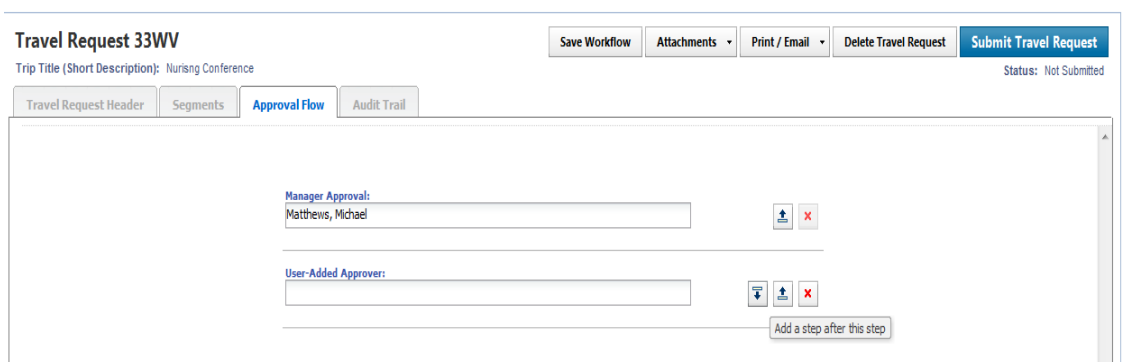 Travel Request 33WV
Save Workflow Attachments Print / Email Delete Travel Request Submit Travel Request
Trip Title (Short Description): Nurisng Conference
Status: Not Submitted
Travel Request Header Segments Approval Flow Audit Trail
Manager Approval:
Matthews, Michael
User-Added Approver:
Add a step after this step